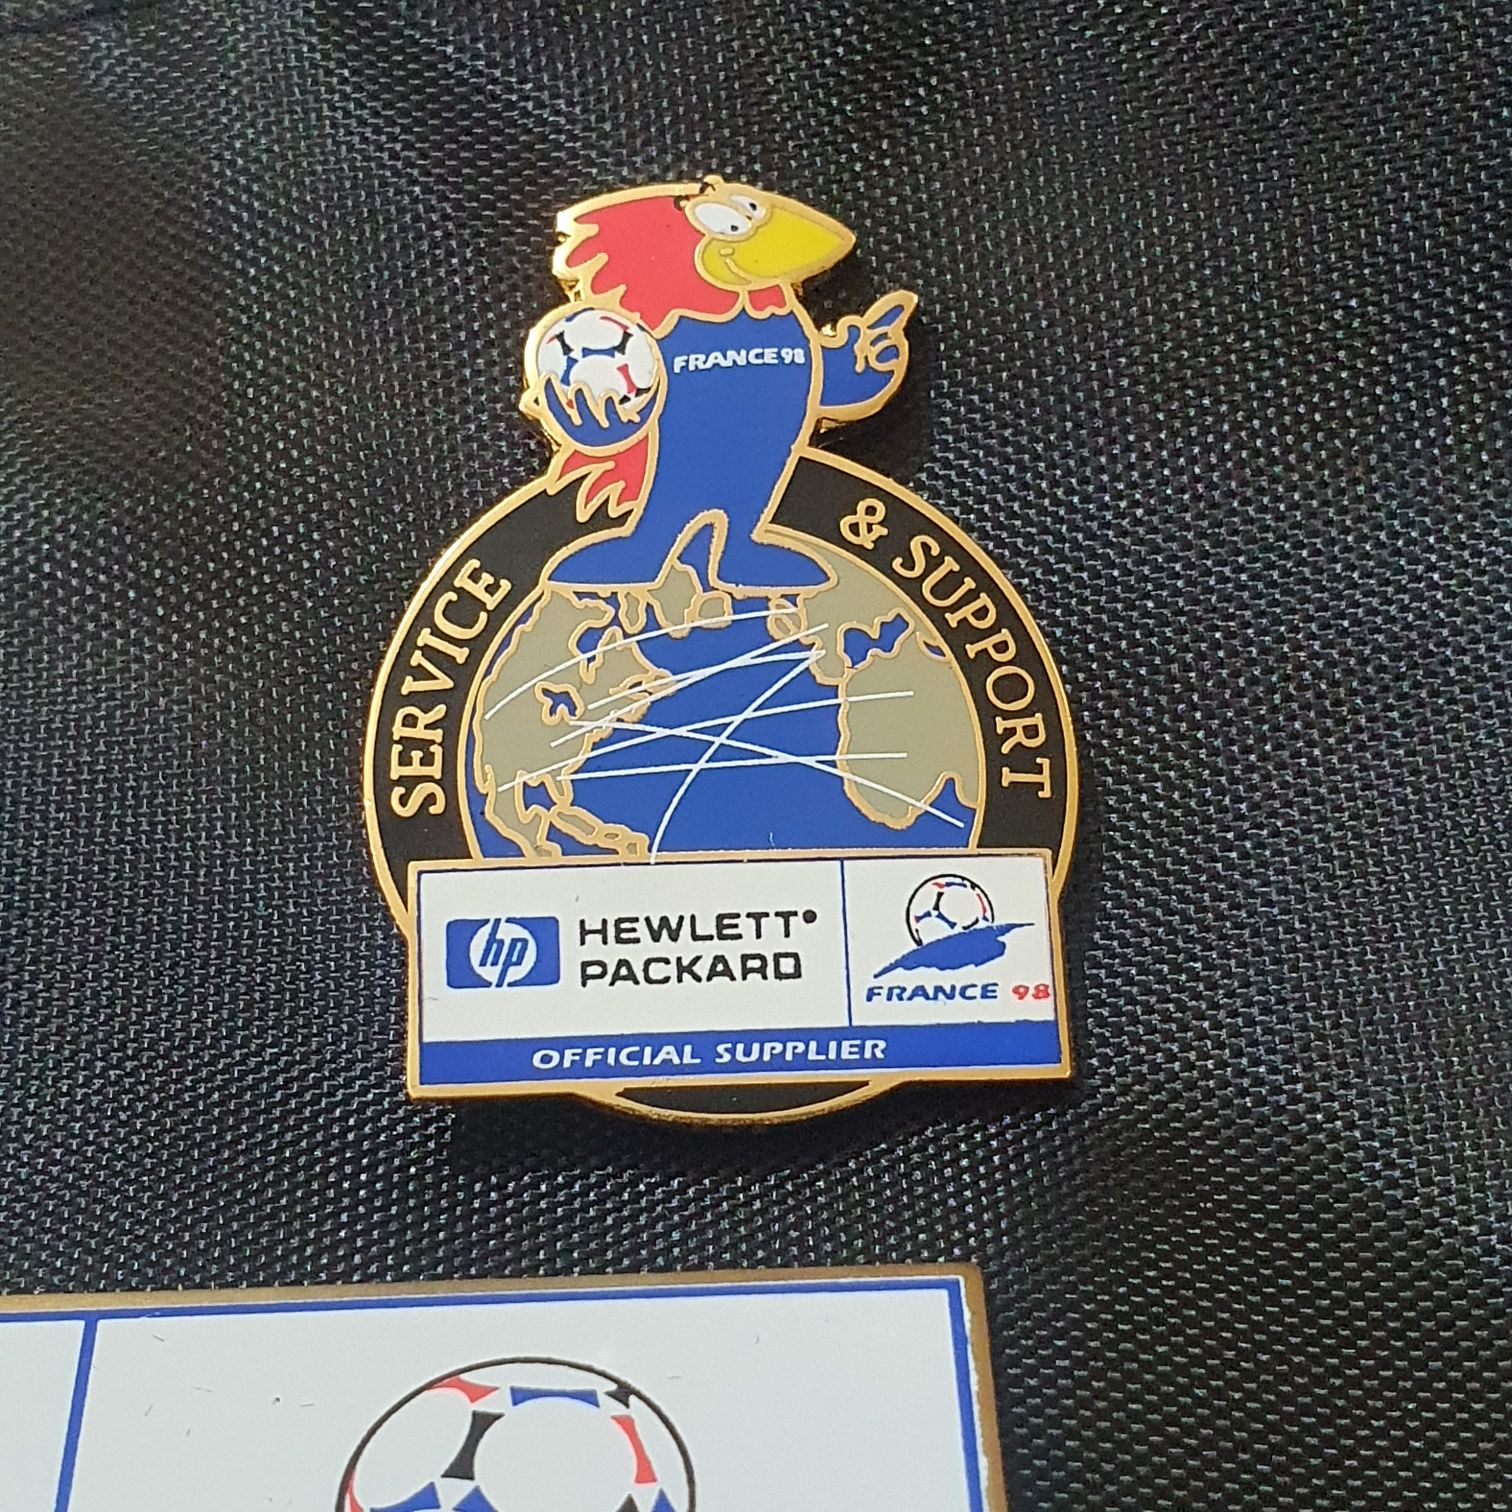 FRANCE 98
SERVICE & SUPPORT
hp HEWLETT
PACKARD
FRANCE 98
OFFICIAL SUPPLIER